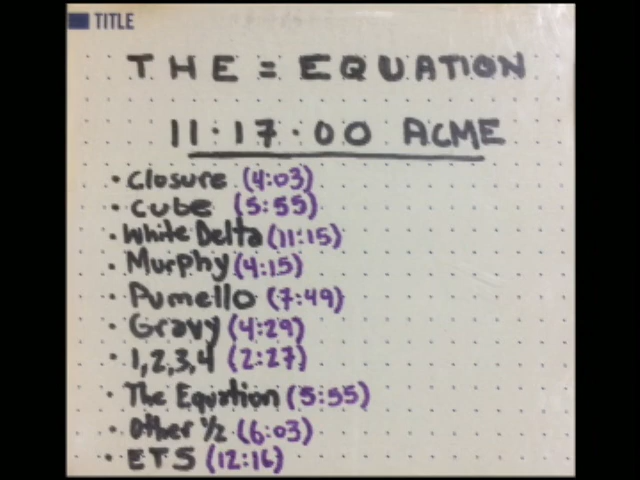 TITLE
THE = EQUATION
11·17·00 ACME
• Closure (4:03)
• Cube (5:55)
• White Delta (11:15)
• Murphy (4:15)
• Pumello (7:49)
• Gravy (4:29)
• 1,2,3,4 (2:27)
• The Equation (5:55)
• Other 1/2 (6:03)
• ETS (12:16)